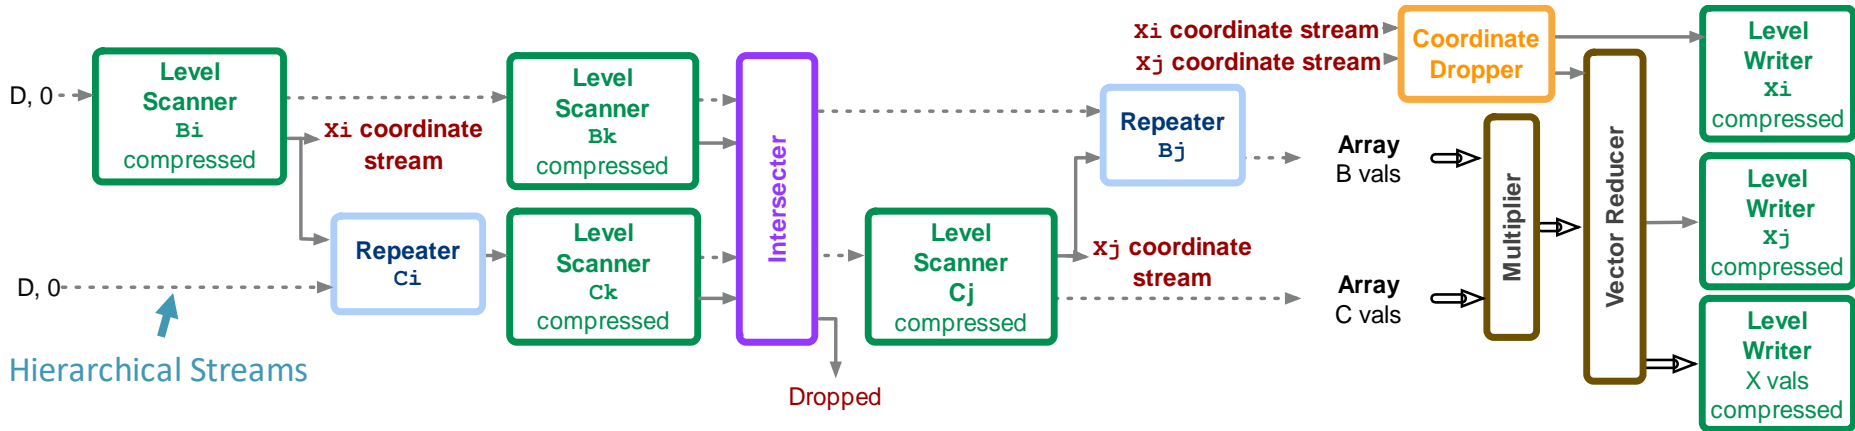 D, 0
Level
Scanner
Bi
compressed
Xi coordinate
stream
D, 0
Hierarchical Streams
Repeater
Ci
Level
Scanner
Bk
compressed
Level
Scanner
Ck
compressed
Intersecter
Dropped
Level
Scanner
Cj
compressed
Xj coordinate
stream
Repeater
Bj
Xi coordinate stream
Xj coordinate stream
Coordinate
Dropper
Array
B vals
Array
C vals
Multiplier
Vector Reducer
Level
Writer
Xi
compressed
Level
Writer
Xj
compressed
Level
Writer
X vals
compressed